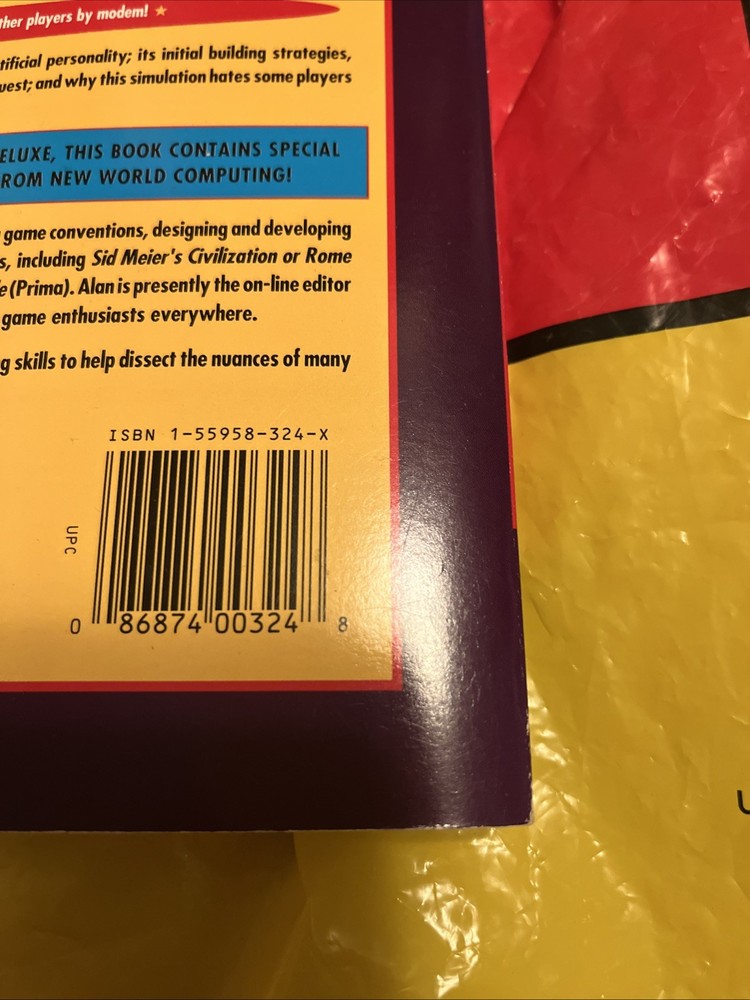 ther players by modem! ★
tificial personality; its initial building strategies,
uest; and why this simulation hates some players
ELUXE, THIS BOOK CONTAINS SPECIAL
ROM NEW WORLD COMPUTING!
game conventions, designing and developing
s, including Sid Meier's Civilization or Rome
e (Prima). Alan is presently the on-line editor
game enthusiasts everywhere.
g skills to help dissect the nuances of many
ISBN 1-55958-324-X
UPC
0 86874 00324 8